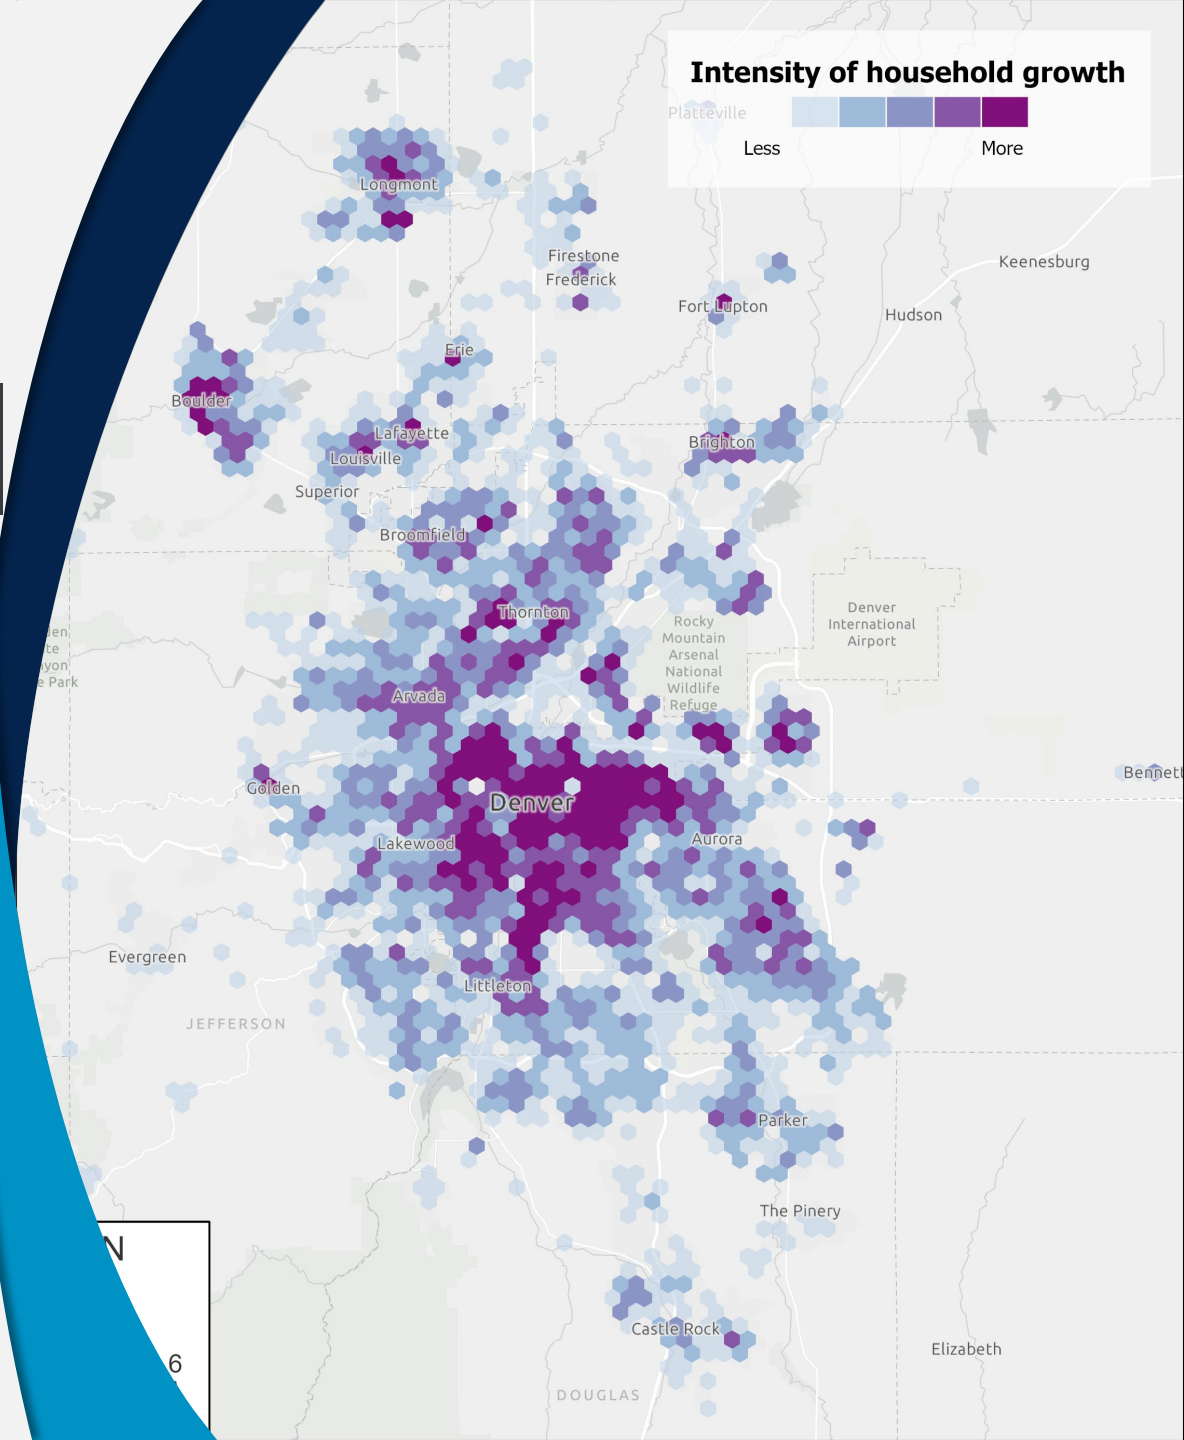 Intensity of household growth
Platteville
Less
More
Longmont
Firestone
Frederick
Keenesburg
Fort Lupton
Hudson
Erie
Boulder
Lafayette
Brighton
Louisville
Superior
Broomfield
Thornton
Denver
International
Airport
Rocky
Mountain
Arsenal
National
Wildlife
Refuge
Arvada
Bennett
Golden
Denver
Aurora
Lakewood
Evergreen
Littleton
JEFFERSON
Parker
The Pinery
N
Castle Rock
Elizabeth
6
DOUGLAS